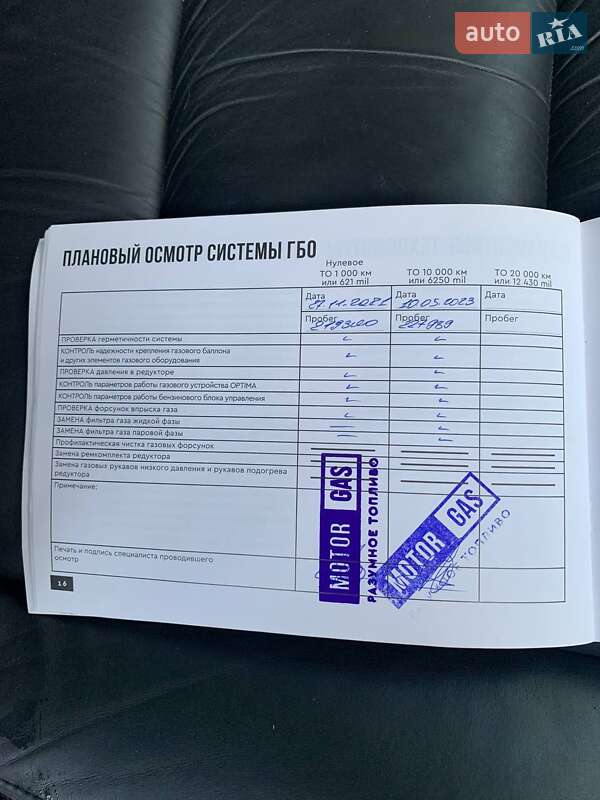 auto RIA.com
ПЛАНОВЫЙ ОСМОТР СИСТЕМЫ ГБО
Нулевое
ТО 1 000 км
или 621 mil
ТО 10 000 км
или 6250 mil
ТО 20 000 км
или 12 430 mil
Дата
Дата
Дата
10.05.2023
Пробег
Пробег
Пробег
227989
ПРОВЕРКА герметичности системы
КОНТРОЛЬ надежности крепления газового баллона
и других элементов газового оборудования
ПРОВЕРКА давления в редукторе
КОНТРОЛЬ параметров работы газового устройства OPTIMA
КОНТРОЛЬ параметров работы бензинового блока управления
ПРОВЕРКА форсунок впрыска газа
ЗАМЕНА фильтра газа жидкой фазы
ЗАМЕНА фильтра газа паровой фазы
Профилактическая чистка газовых форсунок
Замена ремкомплекта редуктора
Замена газовых рукавов низкого давления и рукавов подогрева
редуктора
Примечание:
Печать и подпись специалиста проводившего
осмотр
MOTOR GAS
РАЗУМНОЕ ТОПЛИВО
MOTOR GAS
ТОПЛИВО
16